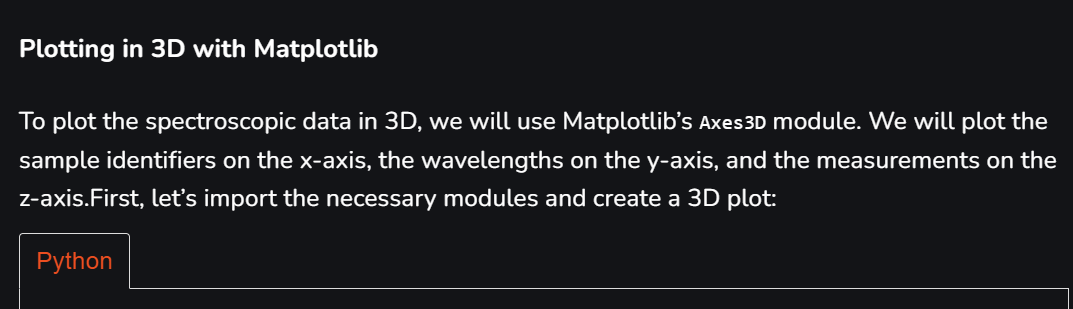 Plotting in 3D with Matplotlib
To plot the spectroscopic data in 3D, we will use Matplotlib’s Axes3D module. We will plot the
sample identifiers on the x-axis, the wavelengths on the y-axis, and the measurements on the
z-axis.First, let’s import the necessary modules and create a 3D plot:
Python